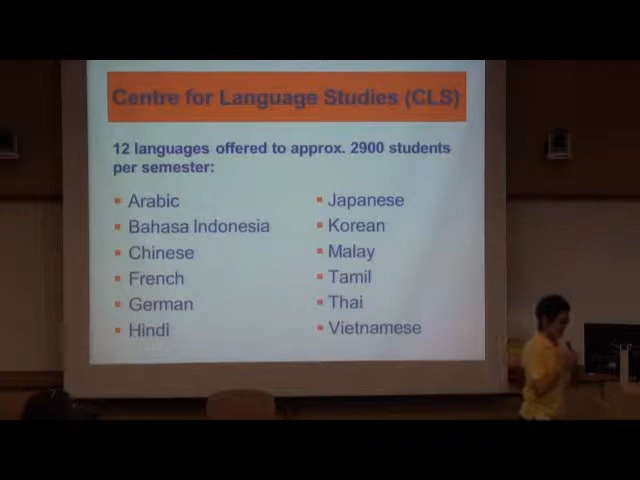 Centre for Language Studies (CLS)
12 languages offered to approx. 2900 students
per semester:
Arabic
Bahasa Indonesia
Chinese
French
German
Hindi
Japanese
Korean
Malay
Tamil
Thai
Vietnamese